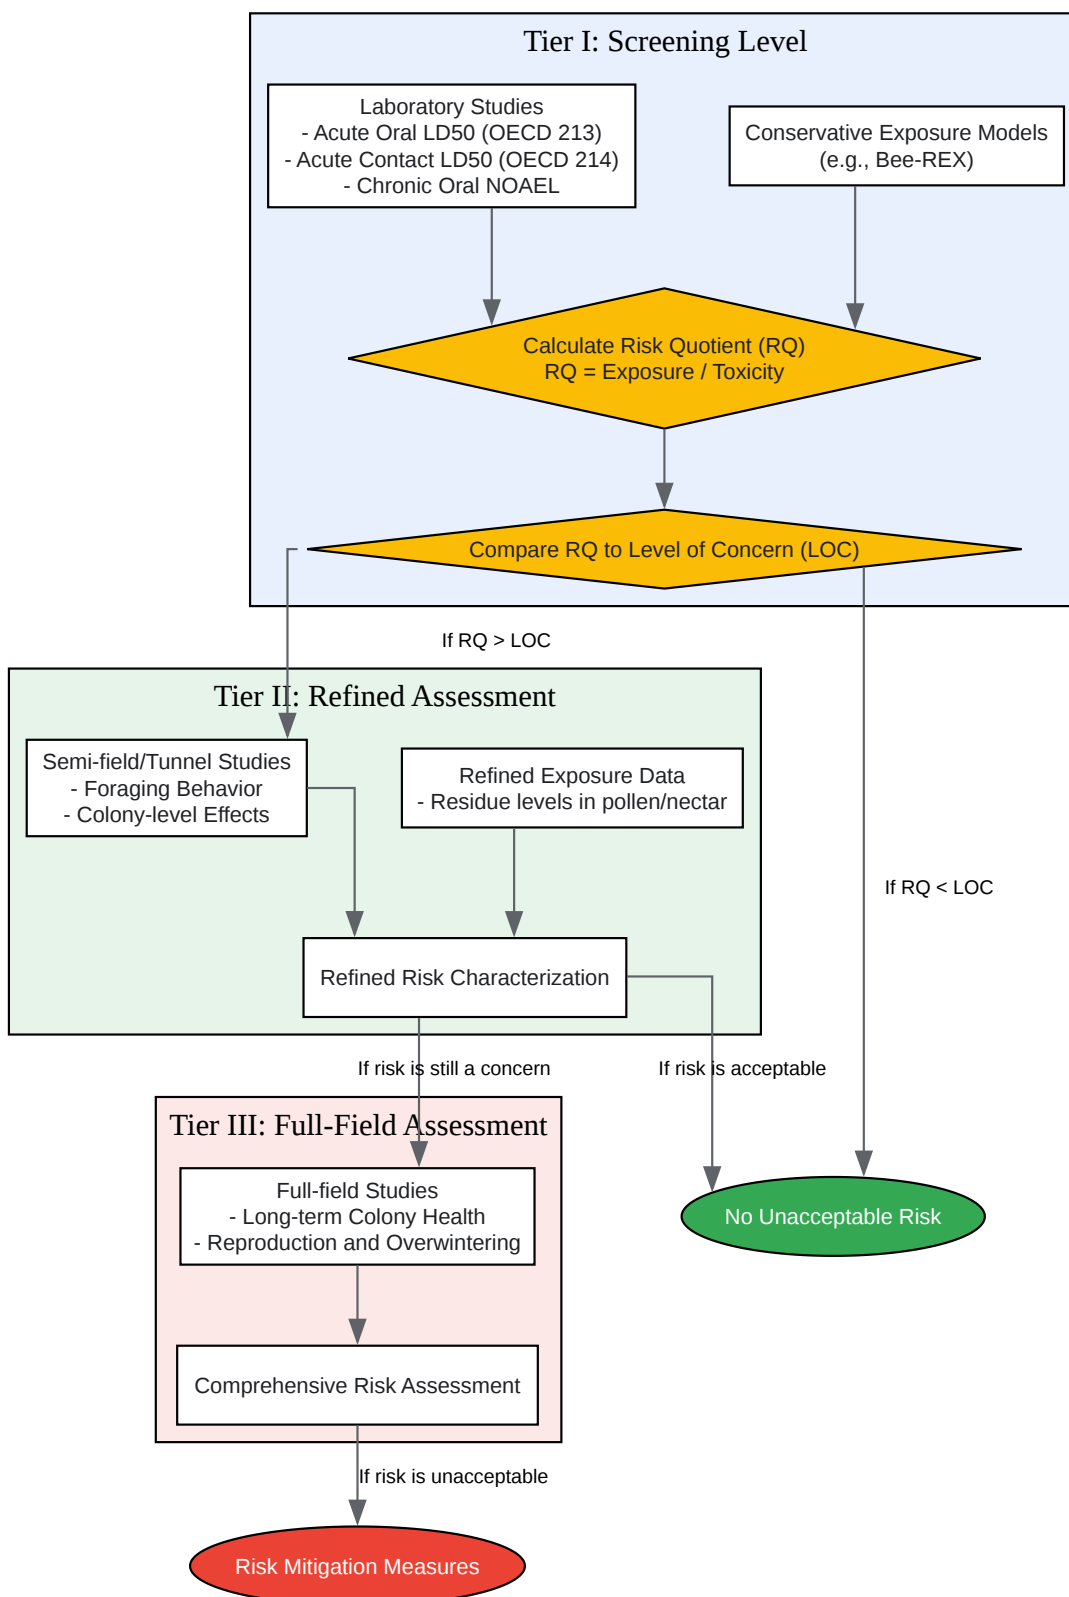 Tier I: Screening Level
Laboratory Studies
- Acute Oral LD50 (OECD 213)
- Acute Contact LD50 (OECD 214)
- Chronic Oral NOAEL
Conservative Exposure Models
(e.g., Bee-REX)
Calculate Risk Quotient (RQ)
RQ = Exposure / Toxicity
Compare RQ to Level of Concern (LOC)
If RQ > LOC
Tier II: Refined Assessment
Semi-field/Tunnel Studies
- Foraging Behavior
- Colony-level Effects
Refined Exposure Data
- Residue levels in pollen/nectar
If RQ < LOC
Refined Risk Characterization
If risk is still a concern
If risk is acceptable
Tier III: Full-Field Assessment
Full-field Studies
- Long-term Colony Health
- Reproduction and Overwintering
No Unacceptable Risk
Comprehensive Risk Assessment
If risk is unacceptable
Risk Mitigation Measures